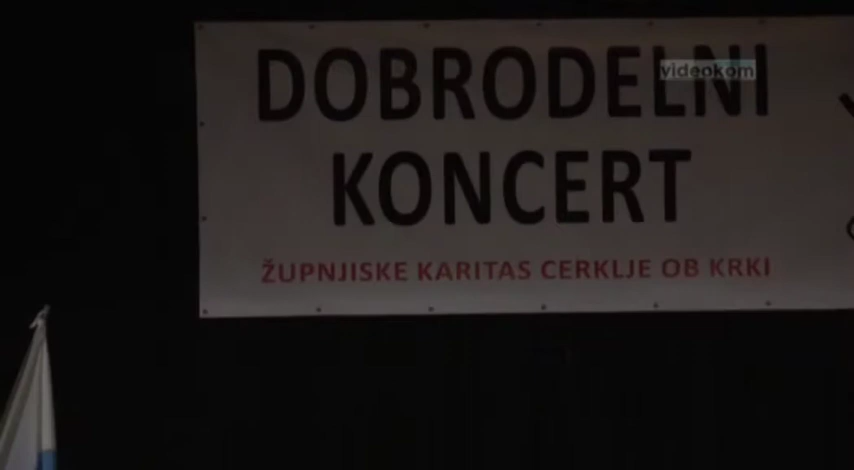 DOBRODELNI
videokom
KONCERT
ŽUPNJISKE KARITAS CERKLJE OB KRKI